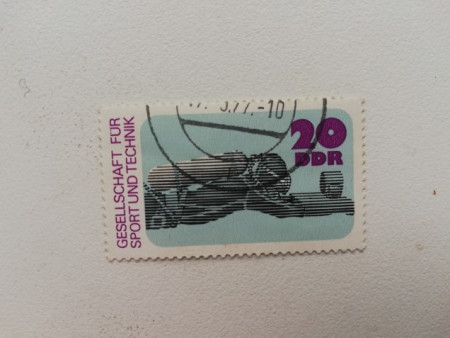 GESELLSCHAFT FÜR
SPORT UND TECHNIK
20
DDR